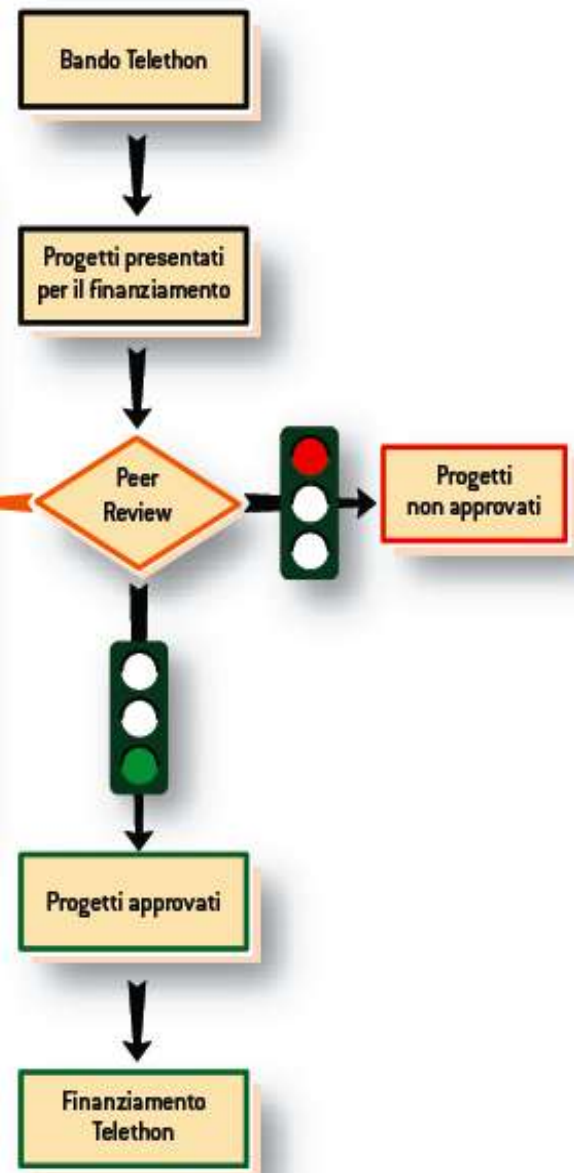 Bando Telethon
Progetti presentati
per il finanziamento
Peer
Review
Progetti
non approvati
Progetti approvati
Finanziamento
Telethon